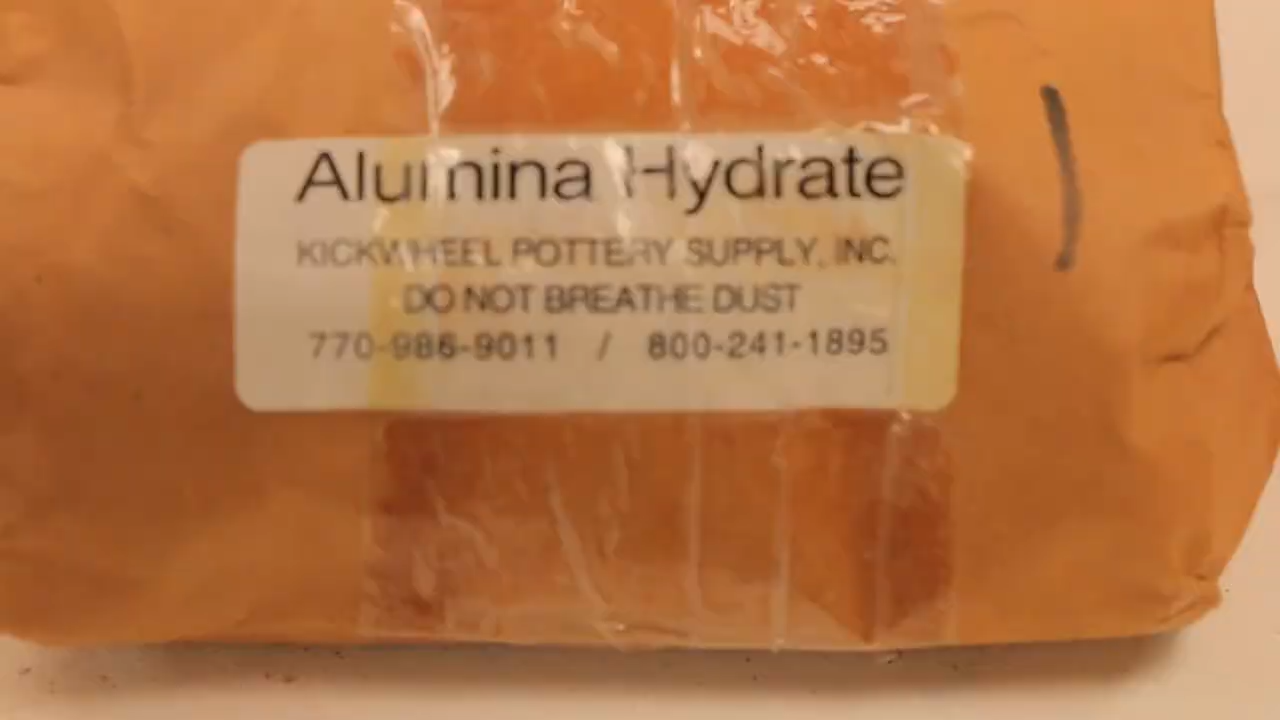 Alumina Hydrate
KICKWHEEL POTTERY SUPPLY, INC.
DO NOT BREATHE DUST
770-986-9011 / 800-241-1895